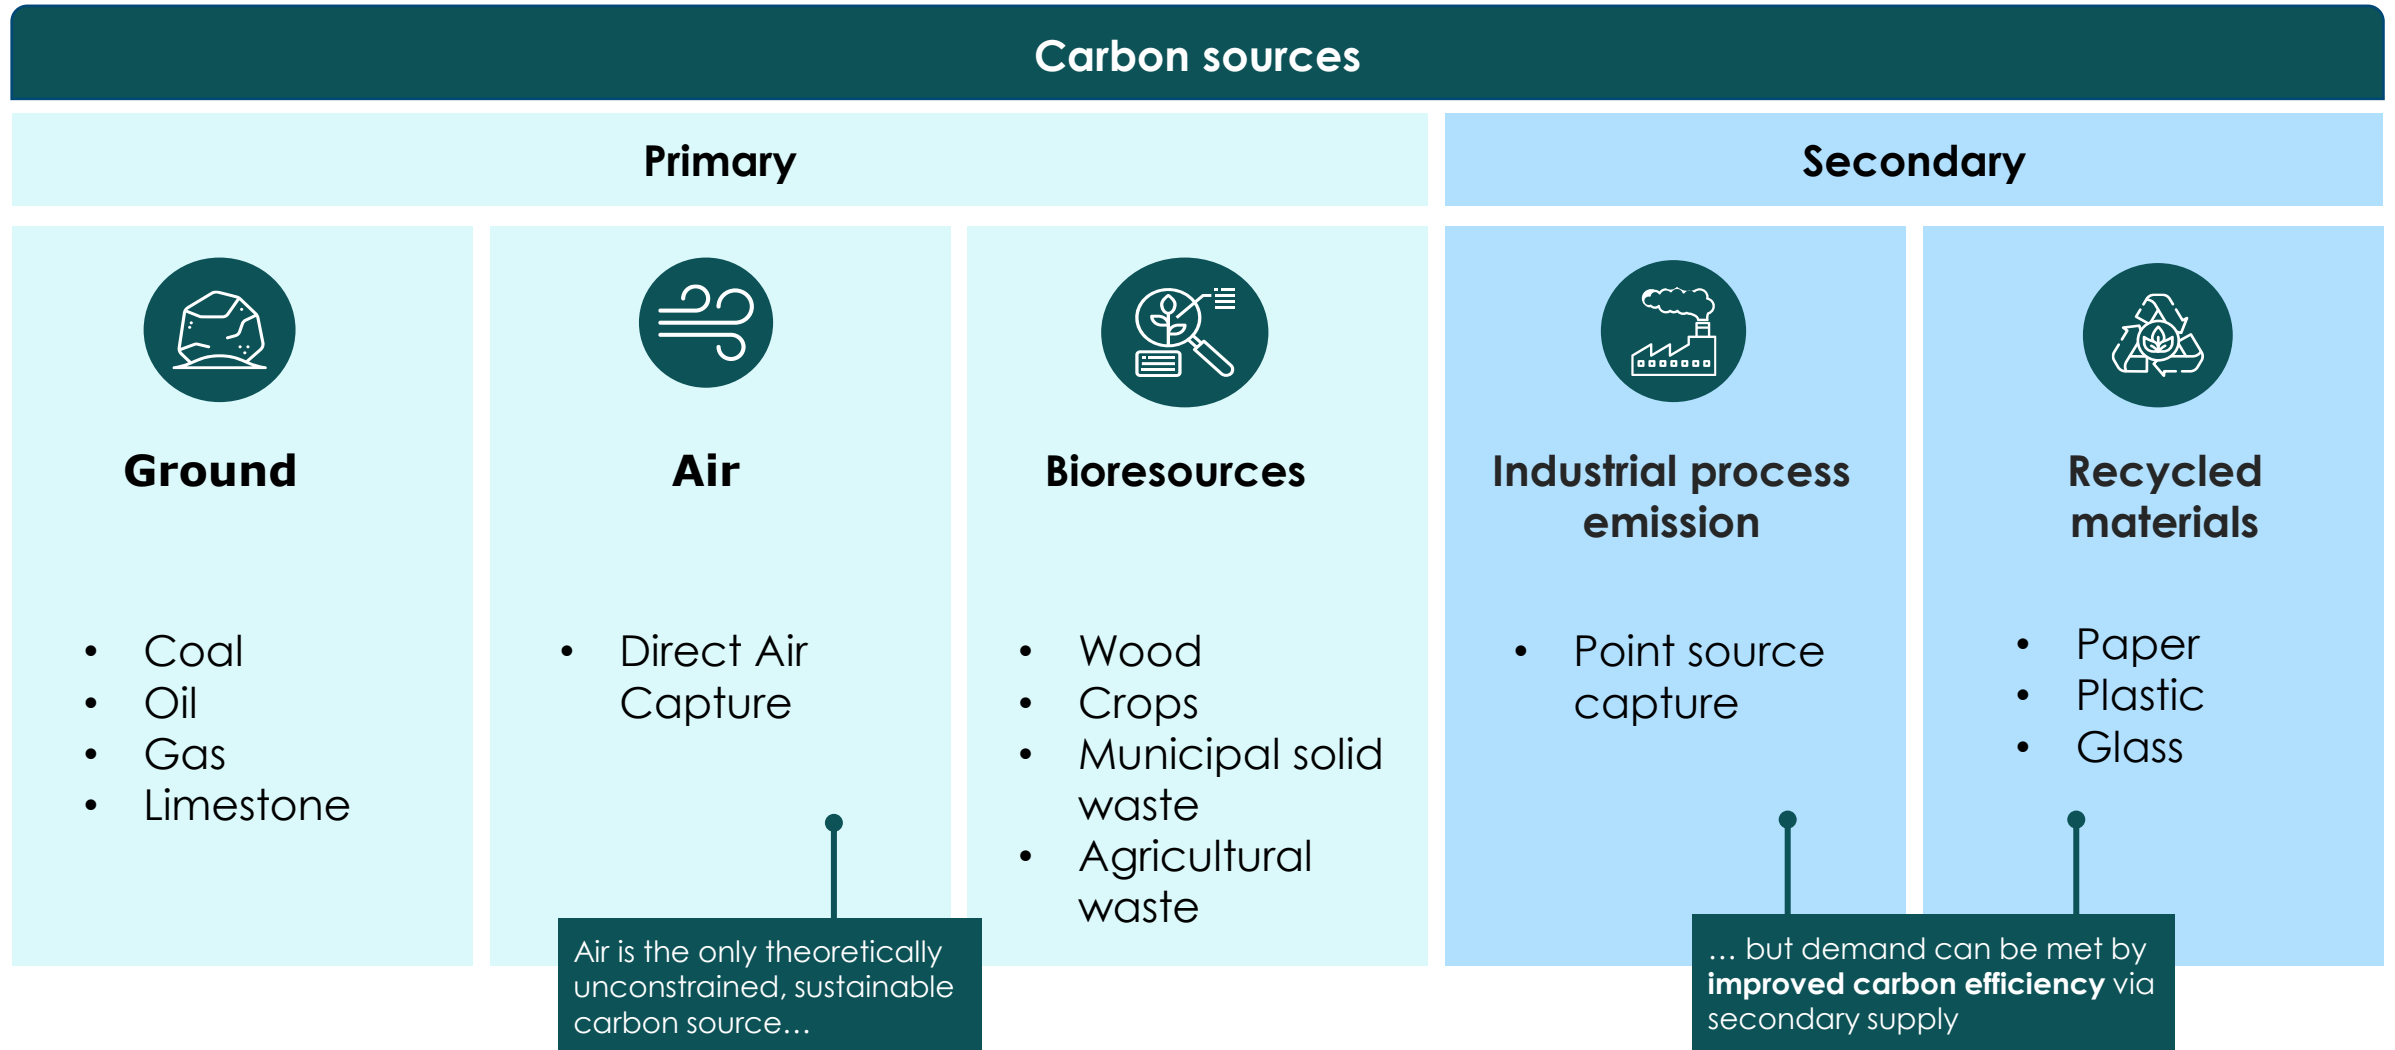 Carbon sources
Primary
Secondary
Ground
• Coal
• Oil
• Gas
• Limestone
Air
• Direct Air
Capture
Air is the only theoretically
unconstrained, sustainable
carbon source…
Bioresources
• Wood
• Crops
• Municipal solid
waste
• Agricultural
waste
Industrial process
emission
• Point source
capture
Recycled
materials
• Paper
• Plastic
• Glass
… but demand can be met by
improved carbon efficiency via
secondary supply